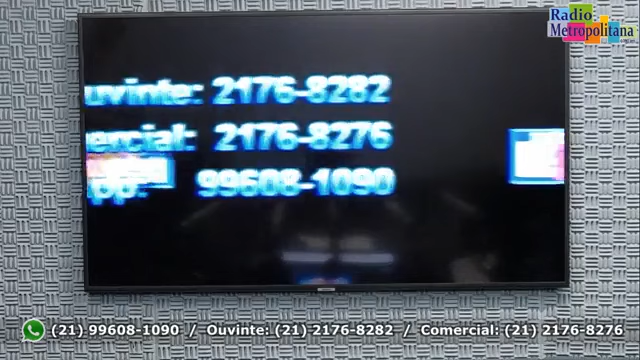 Radio
Metropolitana
uvinte: 2176-8282
ercial: 2176-8276
pp: 99608-1090
(21) 99608-1090 / Ouvinte: (21) 2176-8282 / Comercial: (21) 2176-8276